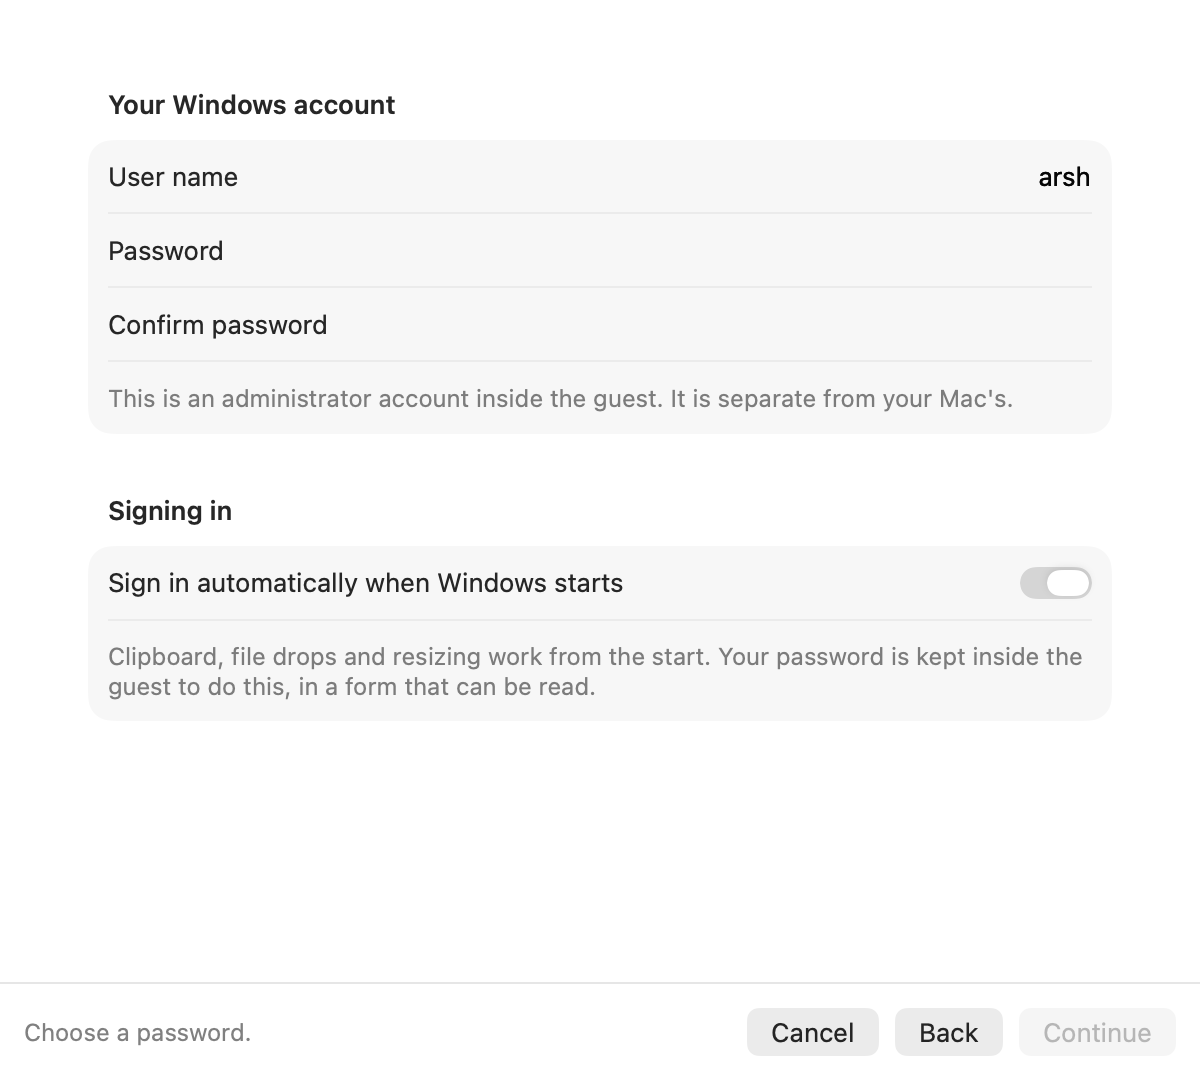 Your Windows account
User name
arsh
Password
Confirm password
This is an administrator account inside the guest. It is separate from your Mac's.
Signing in
Sign in automatically when Windows starts
Clipboard, file drops and resizing work from the start. Your password is kept inside the
guest to do this, in a form that can be read.
Choose a password.
Cancel
Back
Continue